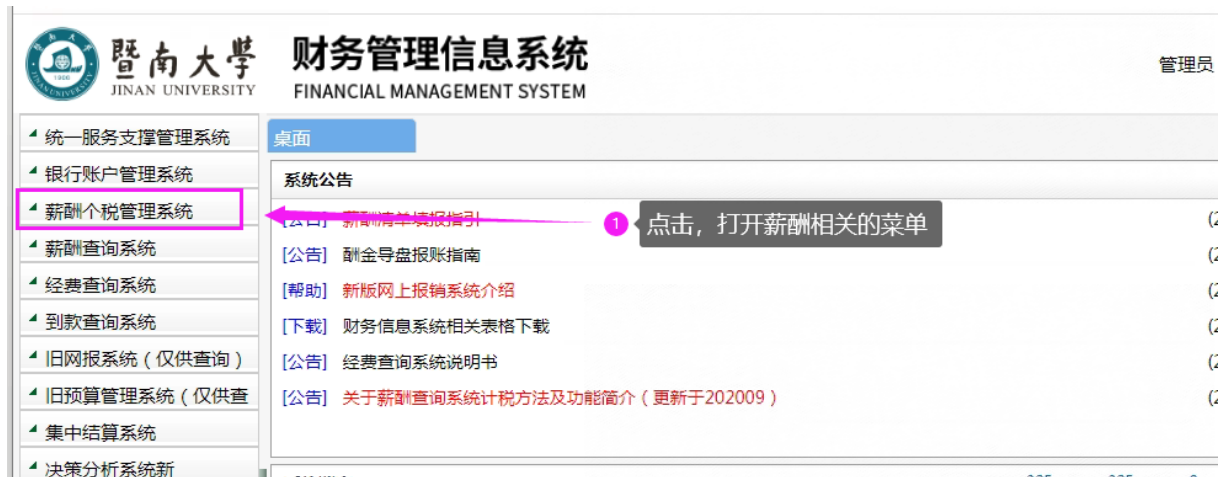 暨南大學
JINAN UNIVERSITY
1906
财务管理信息系统
FINANCIAL MANAGEMENT SYSTEM
管理员
统一服务支撑管理系统
银行账户管理系统
薪酬个税管理系统
薪酬查询系统
经费查询系统
到款查询系统
旧网报系统(仅供查询)
旧预算管理系统(仅供查
集中结算系统
决策分析系统新
桌面
系统公告
[公告] 薪酬清单填报指引 (2
1 点击，打开薪酬相关的菜单
[公告] 酬金导盘报账指南 (2
[帮助] 新版网上报销系统介绍 (2
[下载] 财务信息系统相关表格下载 (2
[公告] 经费查询系统说明书 (2
[公告] 关于薪酬查询系统计税方法及功能简介(更新于202009) (2